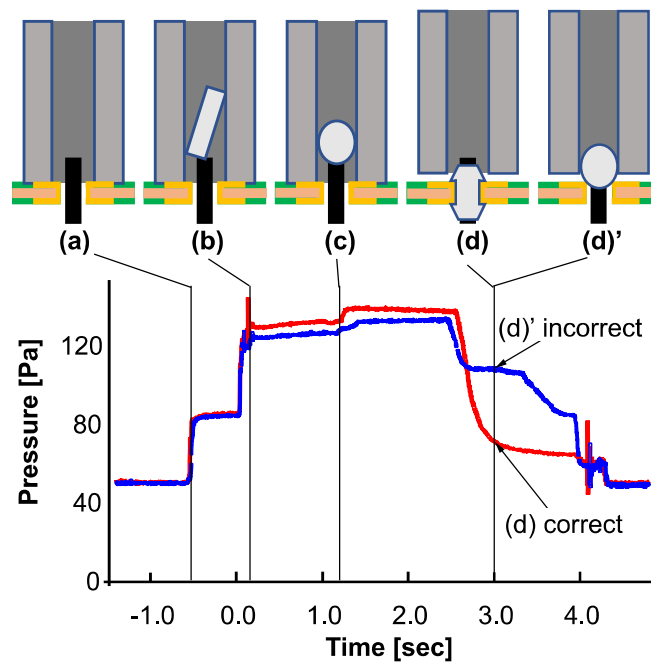 (a) (b) (c) (d) (d)'
Pressure [Pa]
120
80
40
0
(d)' incorrect
(d) correct
-1.0 0.0 1.0 2.0 3.0 4.0
Time [sec]